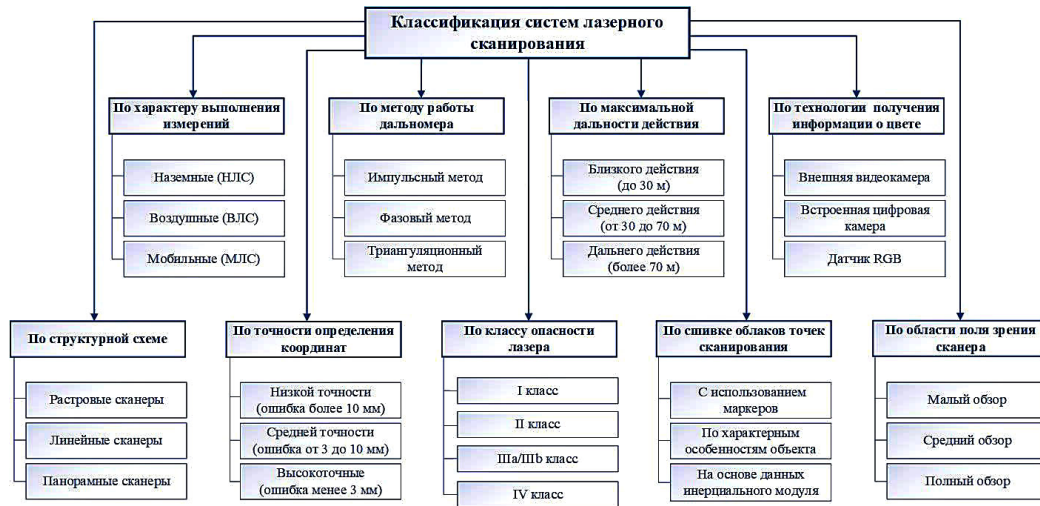 Классификация систем лазерного
сканирования
По характеру выполнения
измерений
Наземные (НЛС)
Воздушные (ВЛС)
Мобильные (МЛС)
По методу работы
дальномера
Импульсный метод
Фазовый метод
Триангуляционный
метод
По максимальной
дальности действия
Близкого действия
(до 30 м)
Среднего действия
(от 30 до 70 м)
Дальнего действия
(более 70 м)
По технологии получения
информации о цвете
Внешняя видеокамера
Встроенная цифровая
камера
Датчик RGB
По структурной схеме
Растровые сканеры
Линейные сканеры
Панорамные сканеры
По точности определения
координат
Низкой точности
(ошибка более 10 мм)
Средней точности
(ошибка от 3 до 10 мм)
Высокоточные
(ошибка менее 3 мм)
По классу опасности
лазера
I класс
II класс
IIIa/IIIb класс
IV класс
По сшивке облаков точек
сканирования
С использованием
маркеров
По характерным
особенностям объекта
На основе данных
инерциального модуля
По области поля зрения
сканера
Малый обзор
Средний обзор
Полный обзор